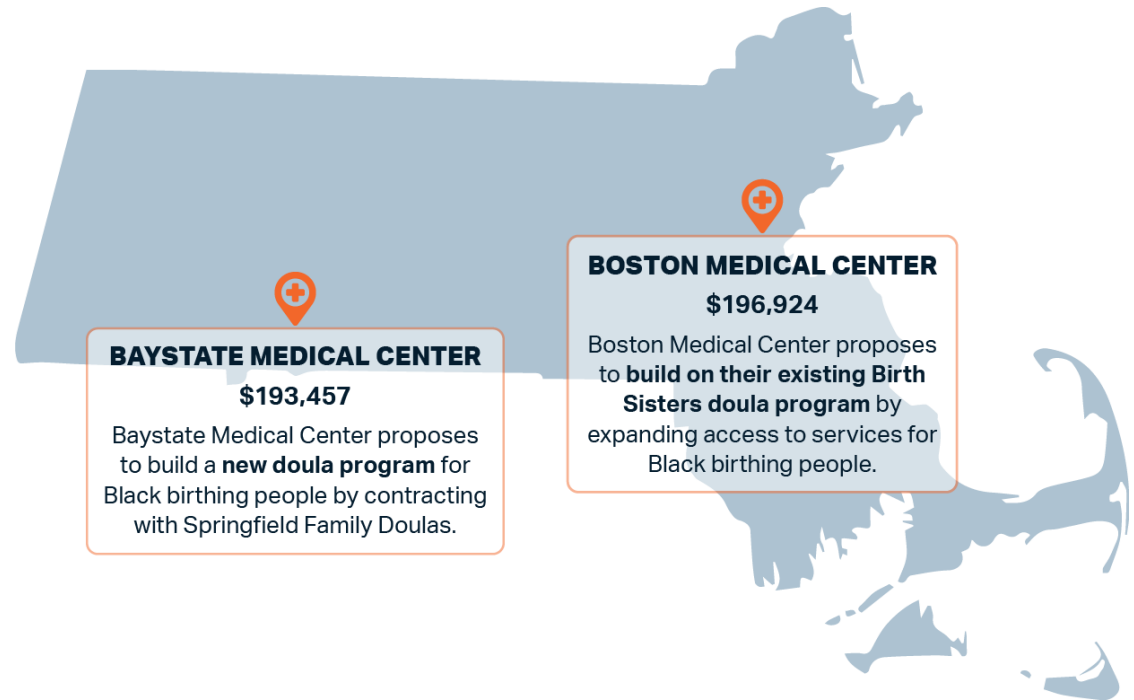 BAYSTATE MEDICAL CENTER
$193,457
Baystate Medical Center proposes
to build a new doula program for
Black birthing people by contracting
with Springfield Family Doulas.
BOSTON MEDICAL CENTER
$196,924
Boston Medical Center proposes
to build on their existing Birth
Sisters doula program by
expanding access to services for
Black birthing people.